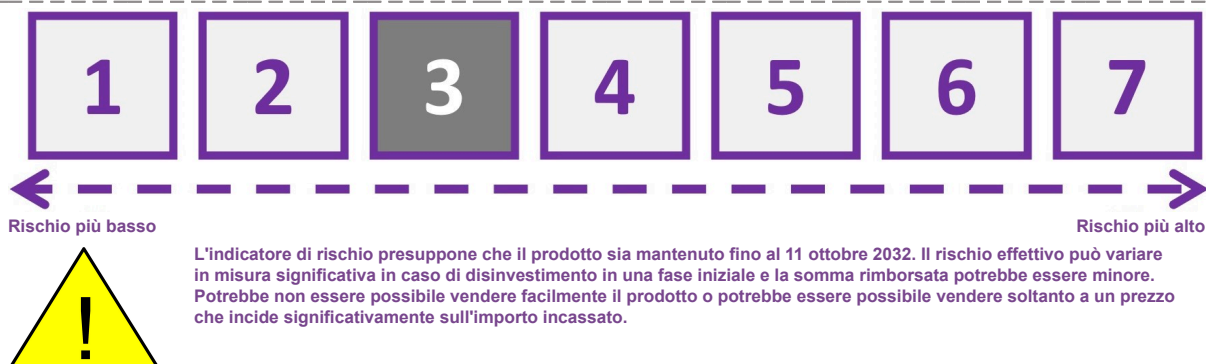 1 2 3 4 5 6 7
Rischio più basso Rischio più alto
L'indicatore di rischio presuppone che il prodotto sia mantenuto fino al 11 ottobre 2032. Il rischio effettivo può variare
in misura significativa in caso di disinvestimento in una fase iniziale e la somma rimborsata potrebbe essere minore.
Potrebbe non essere possibile vendere facilmente il prodotto o potrebbe essere possibile vendere soltanto a un prezzo
che incide significativamente sull'importo incassato.
!